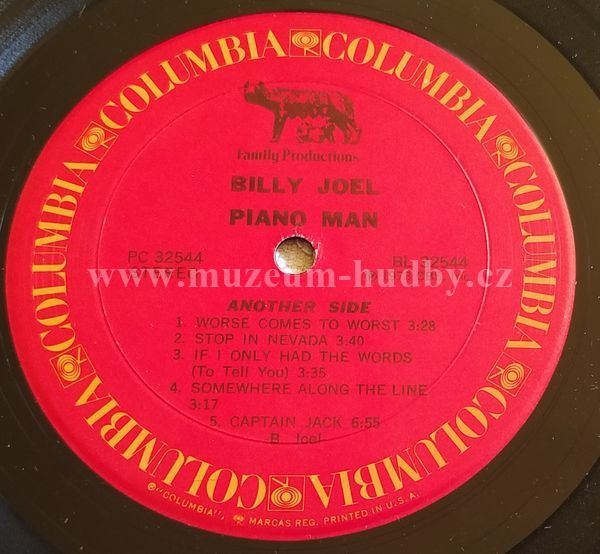 COLUMBIA COLUMBIA COLUMBIA COLUMBIA COLUMBIA COLUMBIA
Family Productions
BILLY JOEL
PIANO MAN
PC 32544
STEREO
BL 32544
www.muzeum-hudby.cz
ANOTHER SIDE
1. WORSE COMES TO WORST 3:28
2. STOP IN NEVADA 3:40
3. IF I ONLY HAD THE WORDS
(To Tell You) 3:35
4. SOMEWHERE ALONG THE LINE
3:17
5. CAPTAIN JACK 6:55
-B. Joel-
®"COLUMBIA", MARCAS REG. PRINTED IN U.S.A.